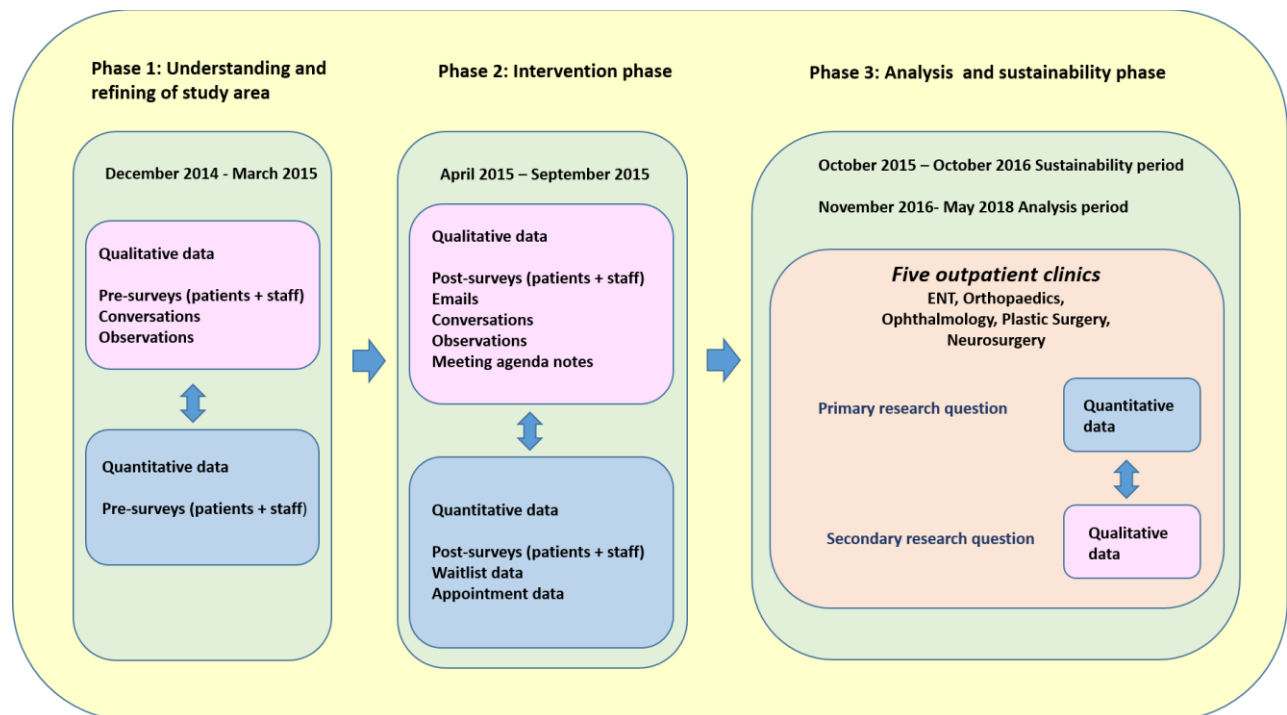 Phase 1: Understanding and
refining of study area
December 2014 - March 2015
Qualitative data
Pre-surveys (patients + staff)
Conversations
Observations
Quantitative data
Pre-surveys (patients + staff)
Phase 2: Intervention phase
April 2015 – September 2015
Qualitative data
Post-surveys (patients + staff)
Emails
Conversations
Observations
Meeting agenda notes
Quantitative data
Post-surveys (patients + staff)
Waitlist data
Appointment data
Phase 3: Analysis  and sustainability phase
October 2015 – October 2016 Sustainability period
November 2016- May 2018 Analysis period
Five outpatient clinics
ENT, Orthopaedics,
Ophthalmology, Plastic Surgery,
Neurosurgery
Primary research question
Quantitative
data
Secondary research question
Qualitative
data